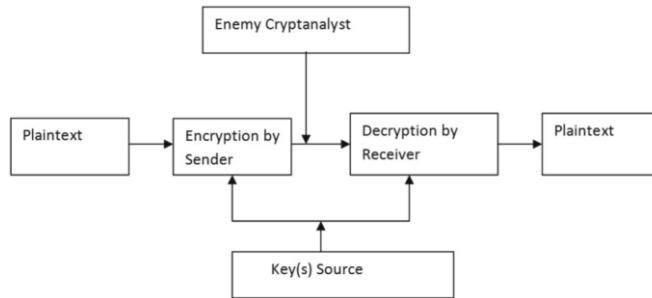 Enemy Cryptanalyst
Plaintext
Encryption by
Sender
Decryption by
Receiver
Plaintext
Key(s) Source